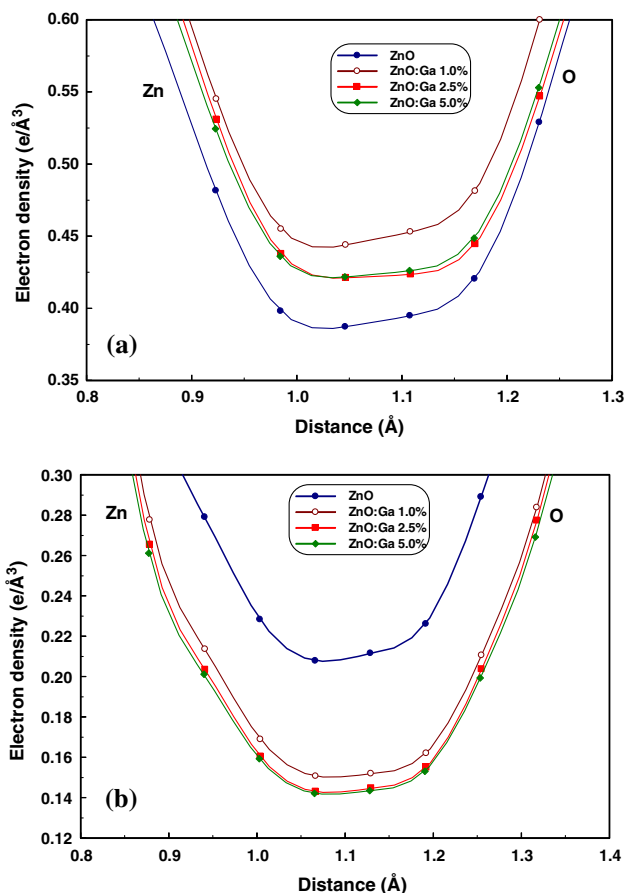 0.60
0.55
0.50
0.45
0.40
0.35
Electron density (e/Å³)
ZnO
ZnO:Ga 1.0%
ZnO:Ga 2.5%
ZnO:Ga 5.0%
Zn
O
(a)
0.8 0.9 1.0 1.1 1.2 1.3
Distance (Å)
0.30
0.28
0.26
0.24
0.22
0.20
0.18
0.16
0.14
0.12
Electron density (e/Å³)
ZnO
ZnO:Ga 1.0%
ZnO:Ga 2.5%
ZnO:Ga 5.0%
Zn
O
(b)
0.8 0.9 1.0 1.1 1.2 1.3 1.4
Distance (Å)